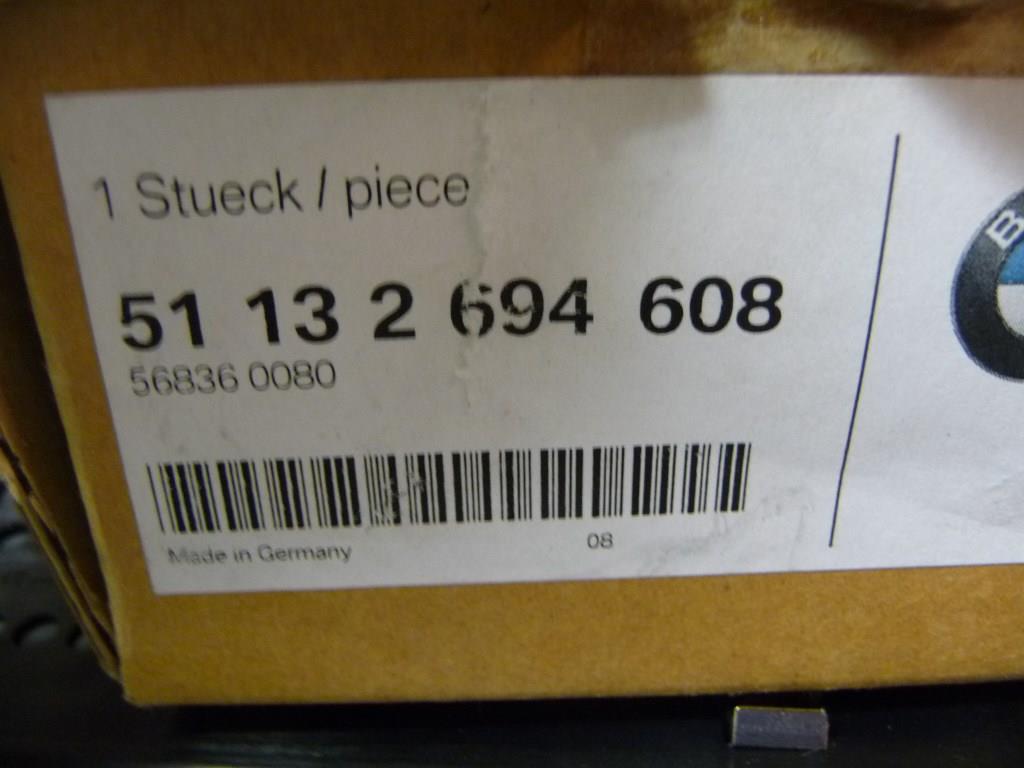 1 Stueck / piece
51 13 2 694 608
56836 0080
Made in Germany
08
B